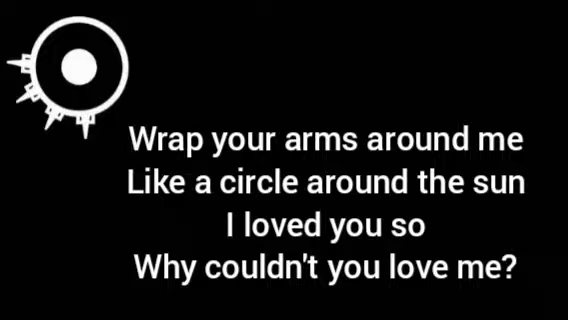 Wrap your arms around me
Like a circle around the sun
I loved you so
Why couldn't you love me?